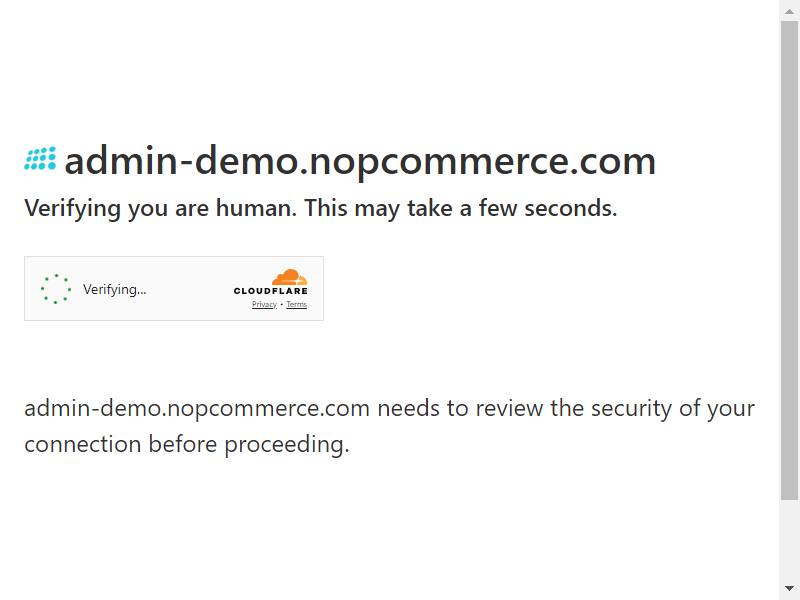 admin-demo.nopcommerce.com
Verifying you are human. This may take a few seconds.
Verifying...
CLOUDFLARE
Privacy • Terms
admin-demo.nopcommerce.com needs to review the security of your
connection before proceeding.